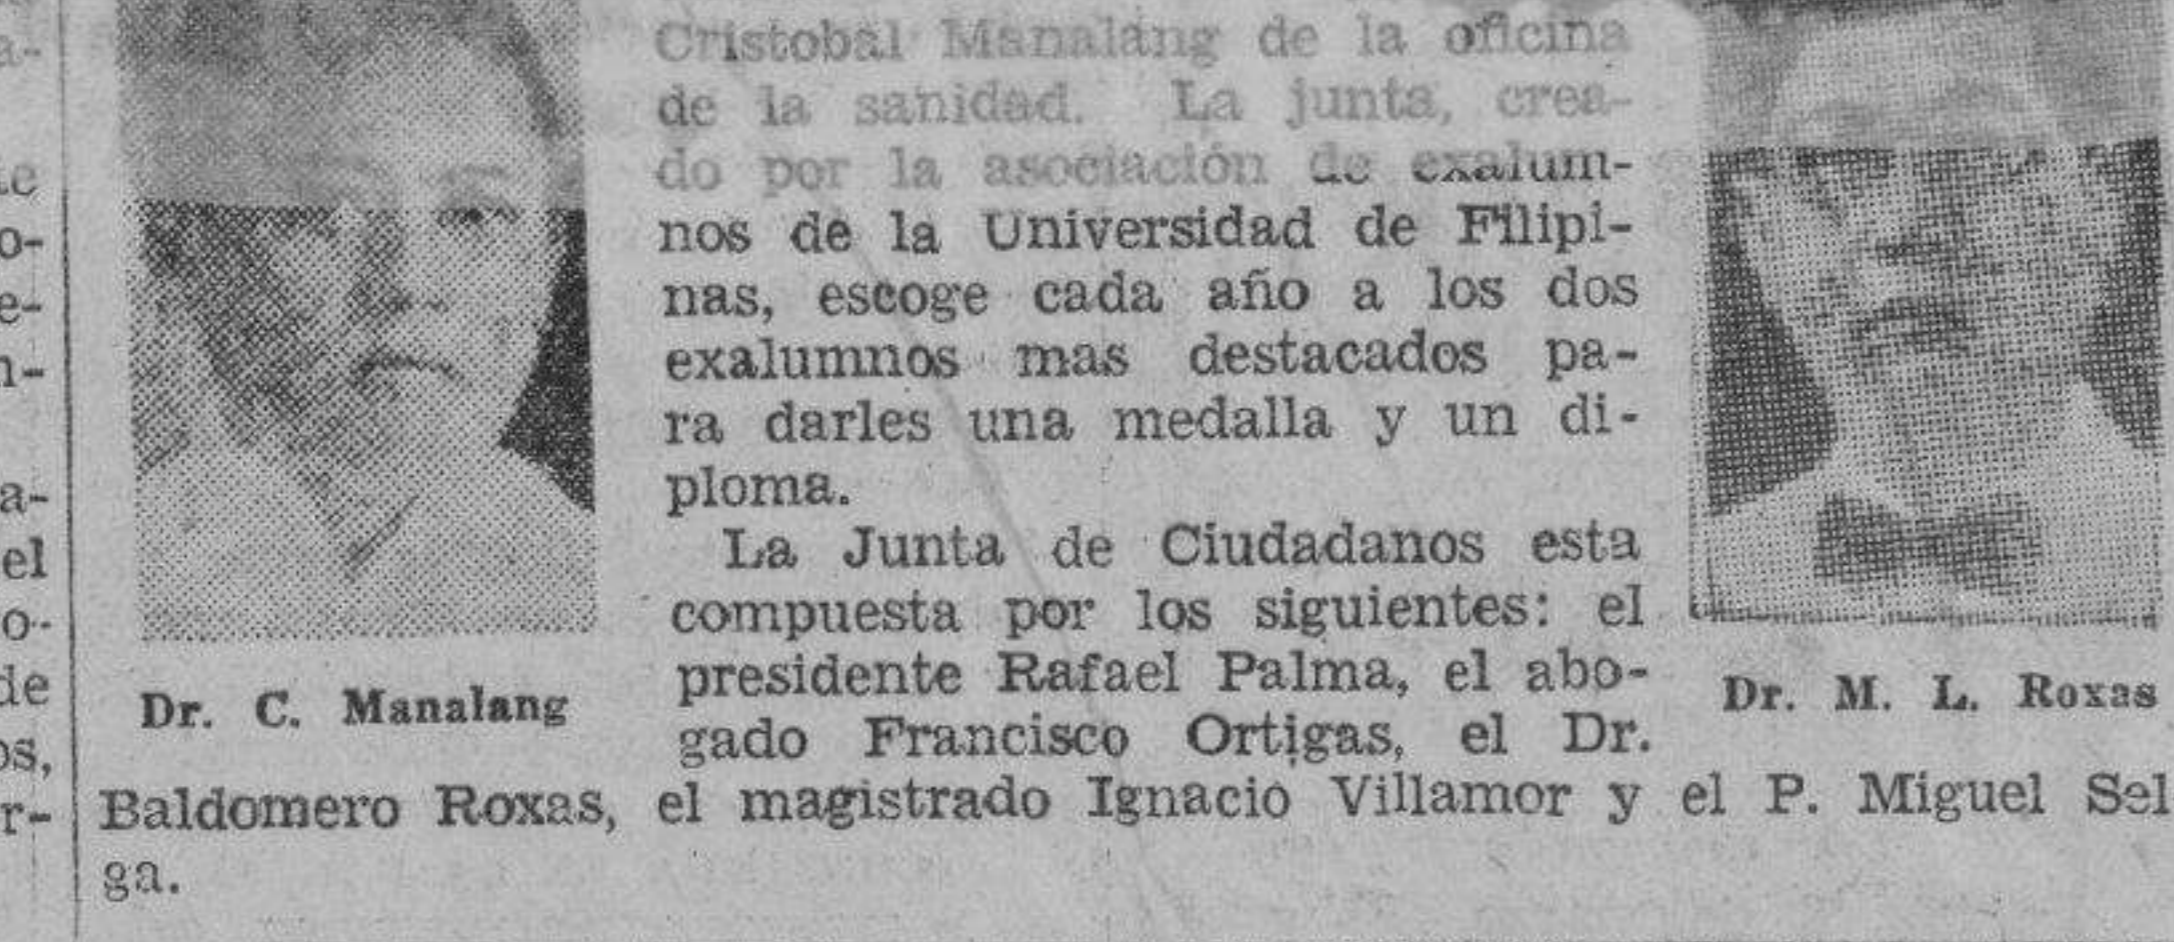 Cristobal Manalang de la oficina
de la sanidad. La junta, crea-
do por la asociación de exalum-
nos de la Universidad de Filipi-
nas, escoge cada año a los dos
exalumnos mas destacados pa-
ra darles una medalla y un di-
ploma.
La Junta de Ciudadanos esta
compuesta por los siguientes: el
presidente Rafael Palma, el abo-
gado Francisco Ortigas, el Dr.
Baldomero Roxas, el magistrado Ignacio Villamor y el P. Miguel Sel
ga.
Dr. C. Manalang
Dr. M. L. Roxas